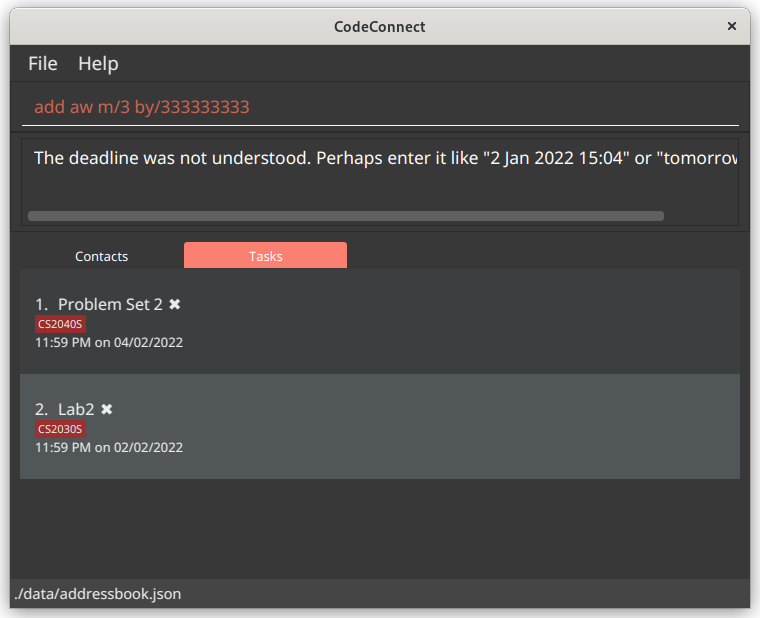 CodeConnect
File Help
add aw m/3 by/333333333
The deadline was not understood. Perhaps enter it like "2 Jan 2022 15:04" or "tomorrow
Contacts Tasks
1. Problem Set 2 ✖
CS2040S
11:59 PM on 04/02/2022
2. Lab2 ✖
CS2030S
11:59 PM on 02/02/2022
./data/addressbook.json